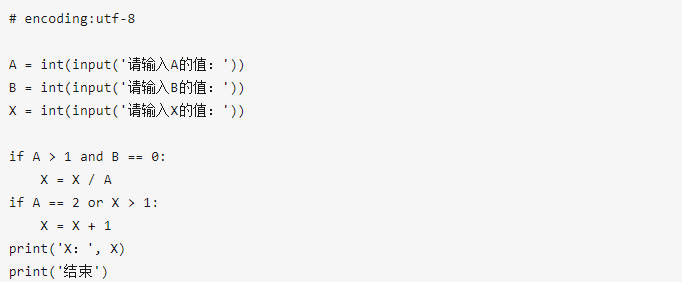 # encoding:utf-8
A = int(input('请输入A的值：'))
B = int(input('请输入B的值：'))
X = int(input('请输入X的值：'))
if A > 1 and B == 0:
    X = X / A
if A == 2 or X > 1:
    X = X + 1
print('X：', X)
print('结束')